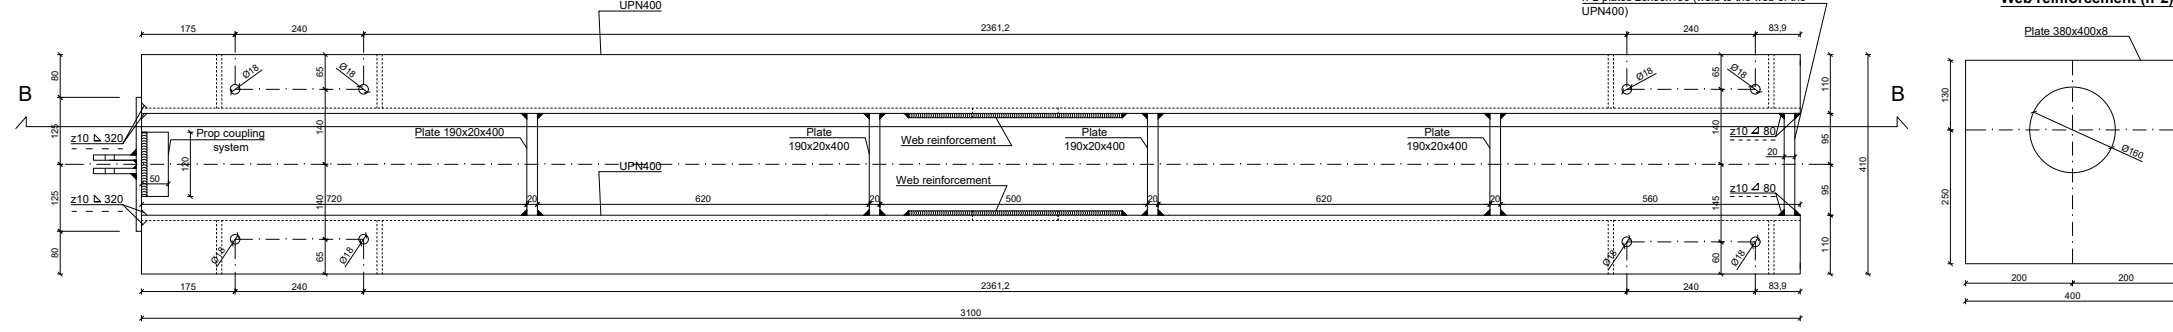 UPN400
UPN400)
Web reinforcement (n°2)
175
240
2361,2
240
83,9
Plate 380x400x8
80
Ø18
Ø18
65
Ø18
Ø18
65
110
130
B
B
125
z10 320
Prop coupling
system
120
50
140
Plate 190x20x400
Plate
190x20x400
Web reinforcement
Plate
190x20x400
Plate
190x20x400
140
z10 80
95
20
410
Ø160
UPN400
Web reinforcement
125
z10 320
140
720
20
620
20
500
20
620
20
560
145
z10 80
95
250
80
Ø18
Ø18
65
Ø18
Ø18
60
110
175
240
2361,2
240
83,9
200
200
400
3100